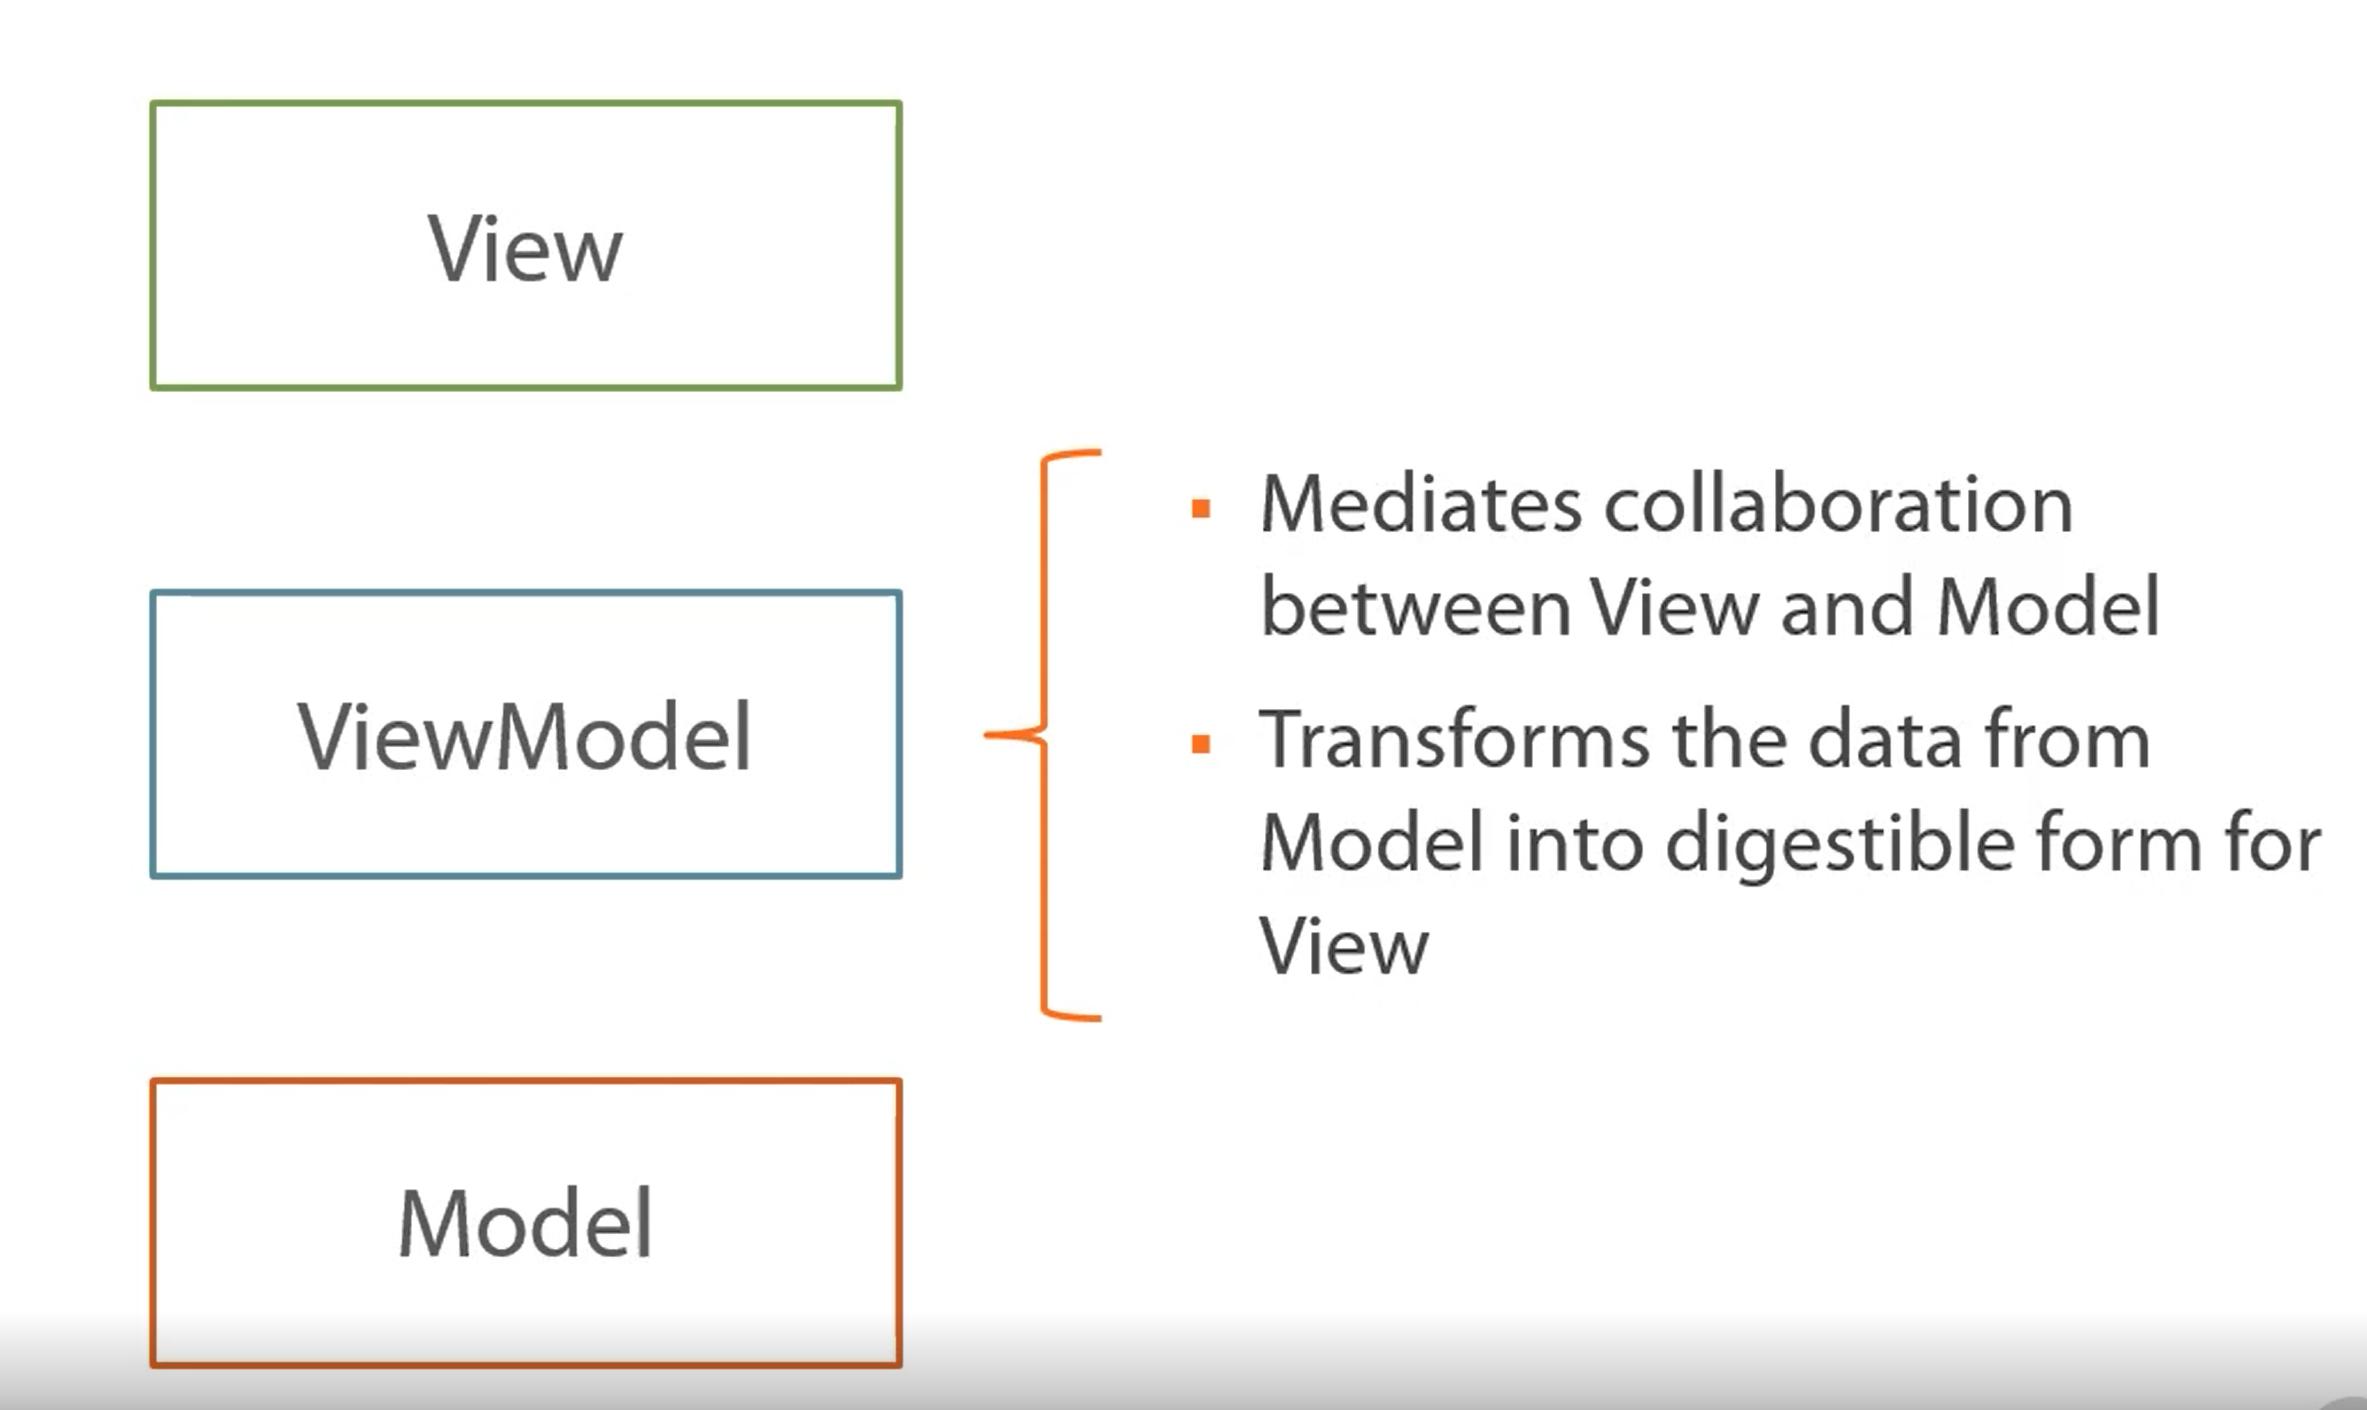 View
ViewModel
Mediates collaboration
between View and Model
Transforms the data from
Model into digestible form for
View
Model